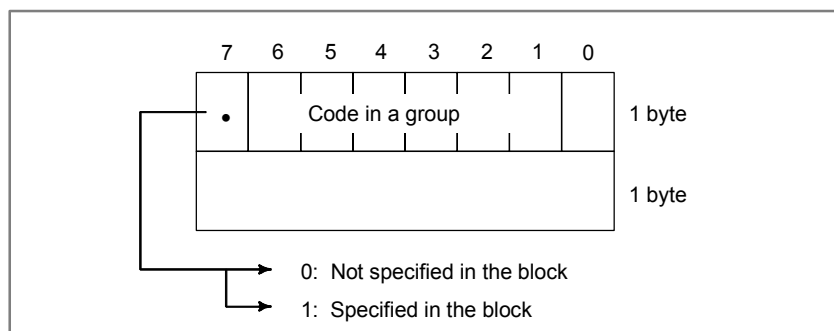 7 6 5 4 3 2 1 0
Code in a group
1 byte
1 byte
0: Not specified in the block
1: Specified in the block